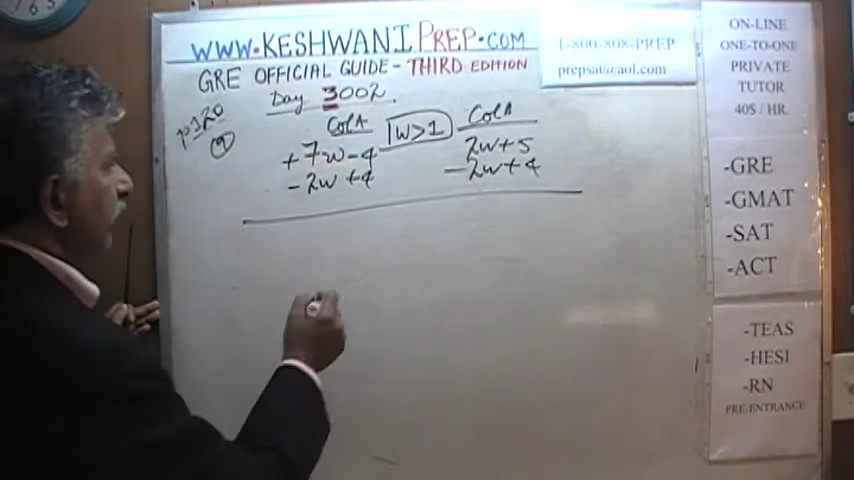 WWW.KESHWANIPREP.COM
GRE OFFICIAL GUIDE - THIRD EDITION
Day 3002.
p120
9
ColA
W>1
ColA
+7w-4
2w+5
-2w+4
-2w+4
1-800-808-PREP
prepsat@aol.com
ON-LINE
ONE-TO-ONE
PRIVATE
TUTOR
40$ / HR.
-GRE
-GMAT
-SAT
-ACT
-TEAS
-HESI
-RN
PRE-ENTRANCE